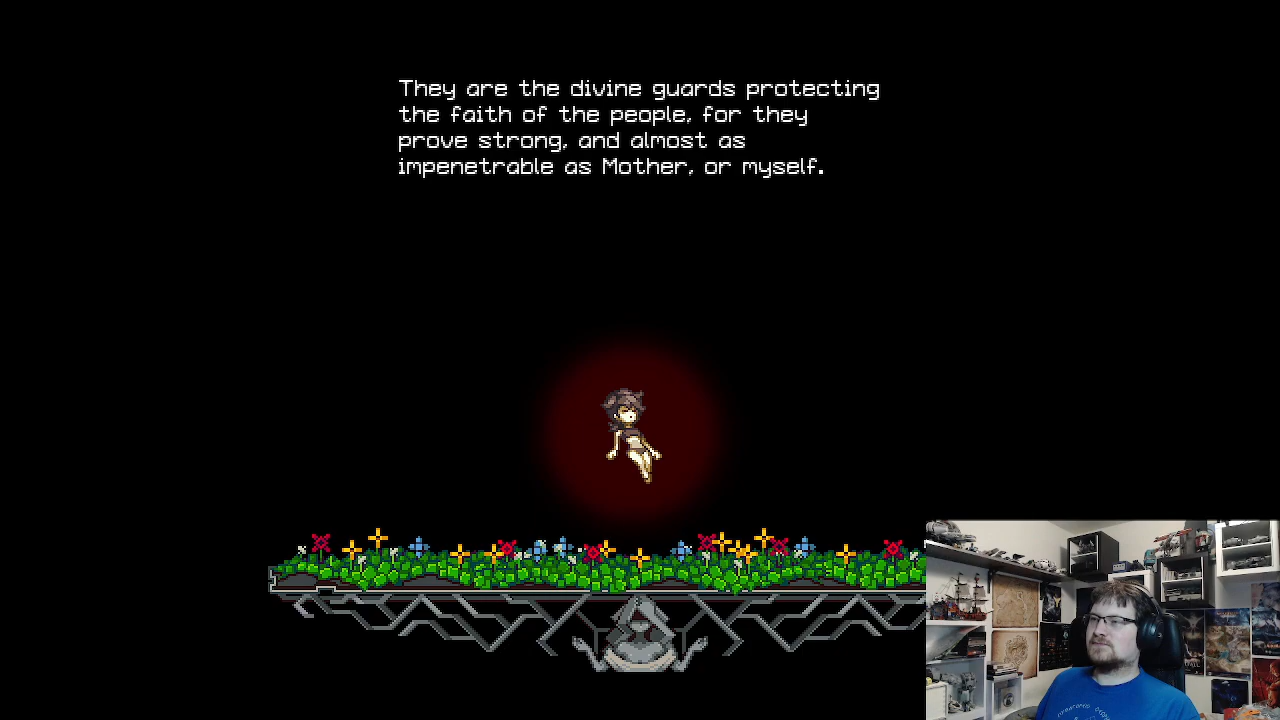 They are the divine guards protecting
the faith of the people, for they
prove strong, and almost as
impenetrable as Mother, or myself.